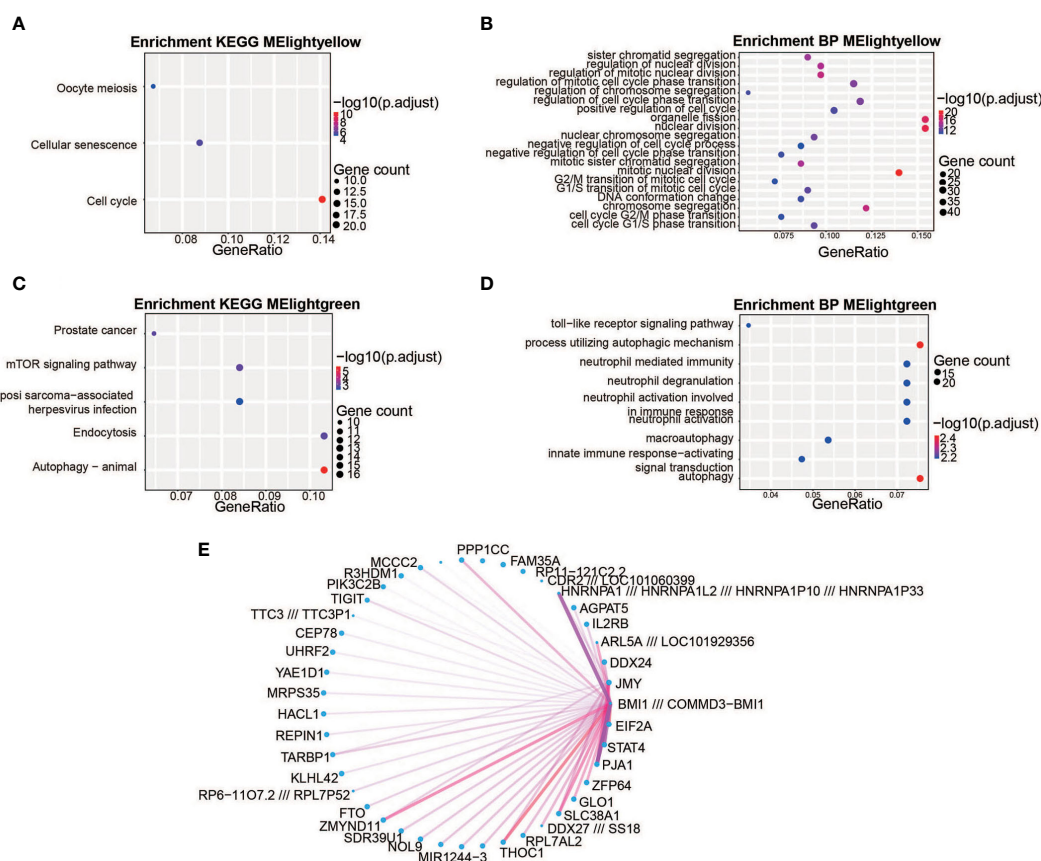 A
Enrichment KEGG MElightyellow
Oocyte meiosis
Cellular senescence
Cell cycle
0.08 0.10 0.12 0.14
GeneRatio
−log10(p.adjust)
10
8
6
4
Gene count
10.0
12.5
15.0
17.5
20.0
B
Enrichment BP MElightyellow
sister chromatid segregation
regulation of nuclear division
regulation of mitotic nuclear division
regulation of mitotic cell cycle phase transition
regulation of chromosome segregation
regulation of cell cycle phase transition
positive regulation of cell cycle
organelle fission
nuclear division
nuclear chromosome segregation
negative regulation of cell cycle process
negative regulation of cell cycle phase transition
mitotic sister chromatid segregation
mitotic nuclear division
G2/M transition of mitotic cell cycle
G1/S transition of mitotic cell cycle
DNA conformation change
chromosome segregation
cell cycle G2/M phase transition
cell cycle G1/S phase transition
0.075 0.100 0.125 0.150
GeneRatio
−log10(p.adjust)
20
16
12
Gene count
20
25
30
35
40
C
Enrichment KEGG MElightgreen
Prostate cancer
mTOR signaling pathway
posi sarcoma-associated
herpesvirus infection
Endocytosis
Autophagy − animal
0.07 0.08 0.09 0.10
GeneRatio
−log10(p.adjust)
5
4
3
Gene count
10
11
12
13
14
15
16
D
Enrichment BP MElightgreen
toll-like receptor signaling pathway
process utilizing autophagic mechanism
neutrophil mediated immunity
neutrophil degranulation
neutrophil activation involved
in immune response
neutrophil activation
macroautophagy
innate immune response-activating
signal transduction
autophagy
0.04 0.05 0.06 0.07
GeneRatio
Gene count
15
20
−log10(p.adjust)
2.4
2.3
2.2
E
PPP1CC
FAM35A
RP11-121C2.2
CDR27// LOC101060399
HNRNPA1 /// HNRNPA1L2 /// HNRNPA1P10 /// HNRNPA1P33
AGPAT5
IL2RB
ARL5A /// LOC101929356
DDX24
JMY
BMI1 /// COMMD3−BMI1
EIF2A
STAT4
PJA1
ZFP64
GLO1
SLC38A1
DDX27 /// SS18
RPL7AL2
THOC1
MIR1244−3
NOL9
SDR39U1
ZMYND11
FTO
RP6−11O7.2 /// RPL7P52
KLHL42
TARBP1
REPIN1
HACL1
MRPS35
YAE1D1
UHRF2
CEP78
TTC3 /// TTC3P1
TIGIT
PIK3C2B
R3HDM1
MCCC2